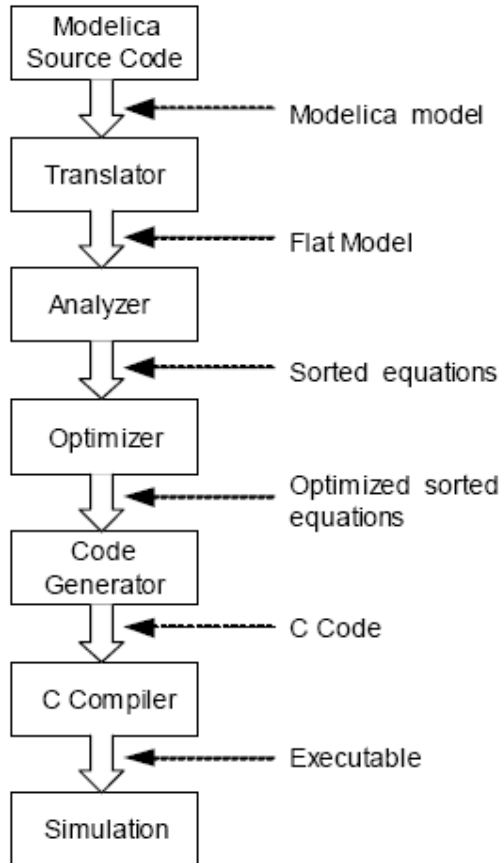 Modelica
Source Code
Modelica model
Translator
Flat Model
Analyzer
Sorted equations
Optimizer
Optimized sorted
equations
Code
Generator
C Code
C Compiler
Executable
Simulation